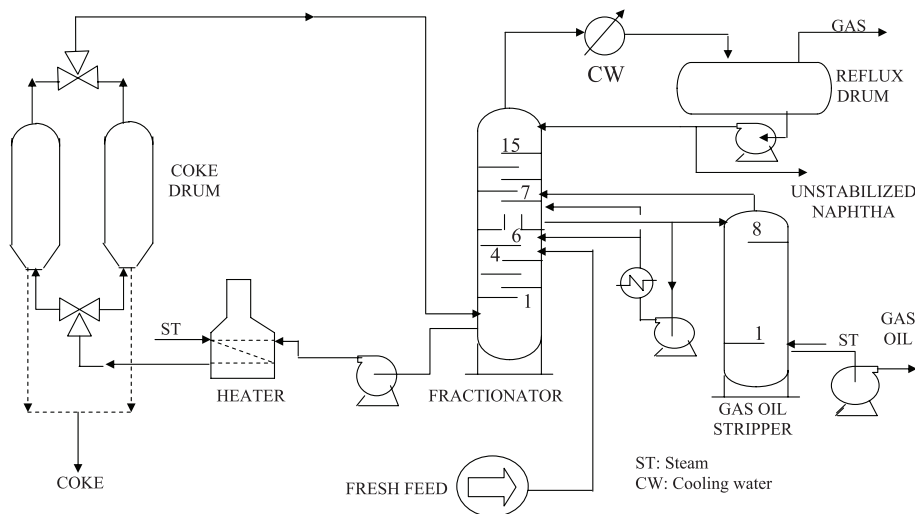 GAS
CW
REFLUX
DRUM
15
COKE
DRUM
7
UNSTABILIZED
NAPHTHA
6
8
4
1
ST
1
ST
GAS
OIL
HEATER
FRACTIONATOR
GAS OIL
STRIPPER
ST: Steam
CW: Cooling water
COKE
FRESH FEED